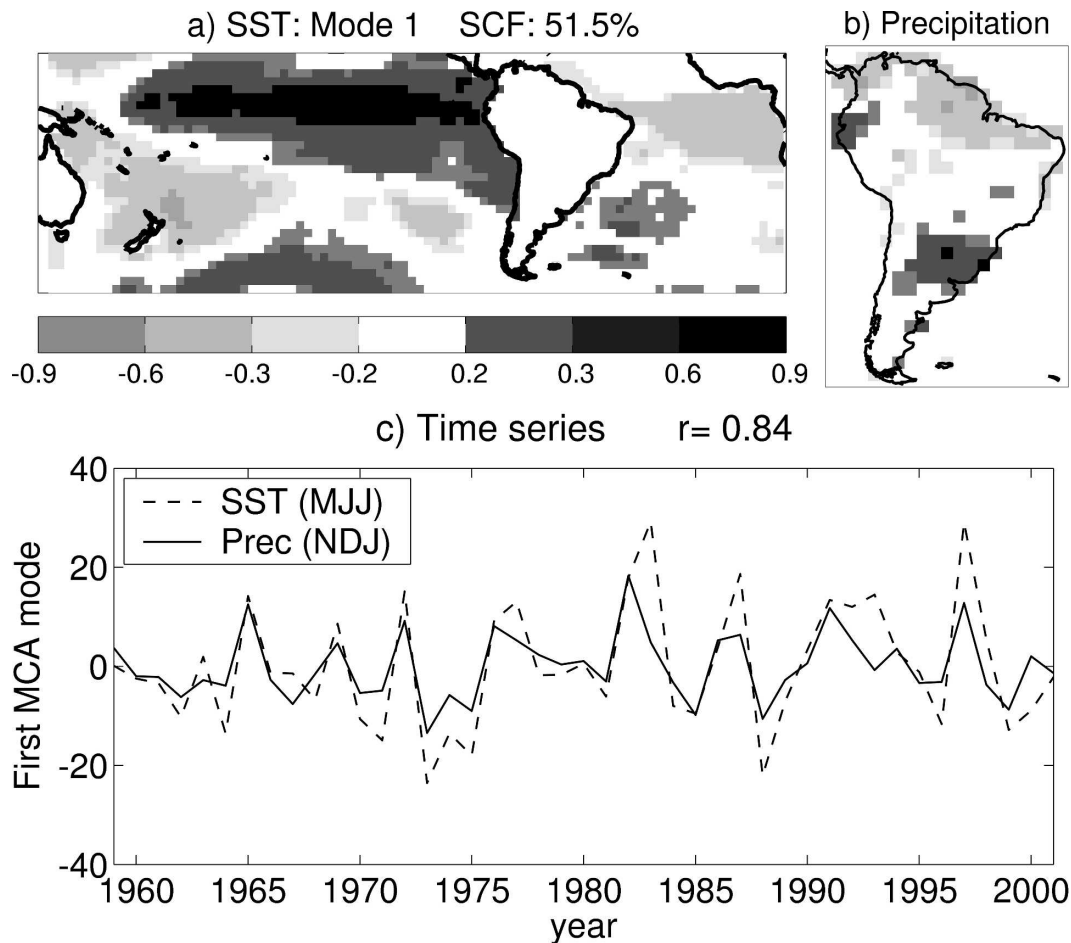 a) SST: Mode 1 SCF: 51.5%
b) Precipitation
-0.9 -0.6 -0.3 -0.2 0.2 0.3 0.6 0.9
c) Time series r= 0.84
40
20
0
-20
-40
First MCA mode
SST (MJJ)
Prec (NDJ)
1960 1965 1970 1975 1980 1985 1990 1995 2000
year